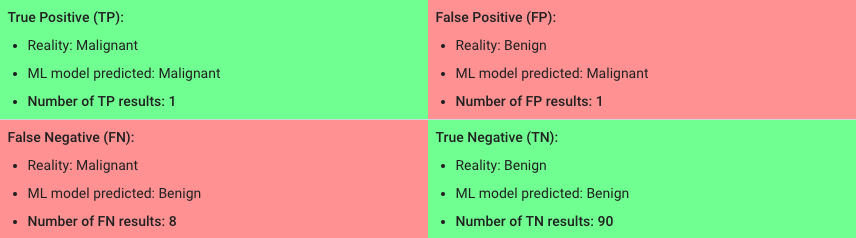 True Positive (TP):
• Reality: Malignant
• ML model predicted: Malignant
• Number of TP results: 1
False Positive (FP):
• Reality: Benign
• ML model predicted: Malignant
• Number of FP results: 1
False Negative (FN):
• Reality: Malignant
• ML model predicted: Benign
• Number of FN results: 8
True Negative (TN):
• Reality: Benign
• ML model predicted: Benign
• Number of TN results: 90